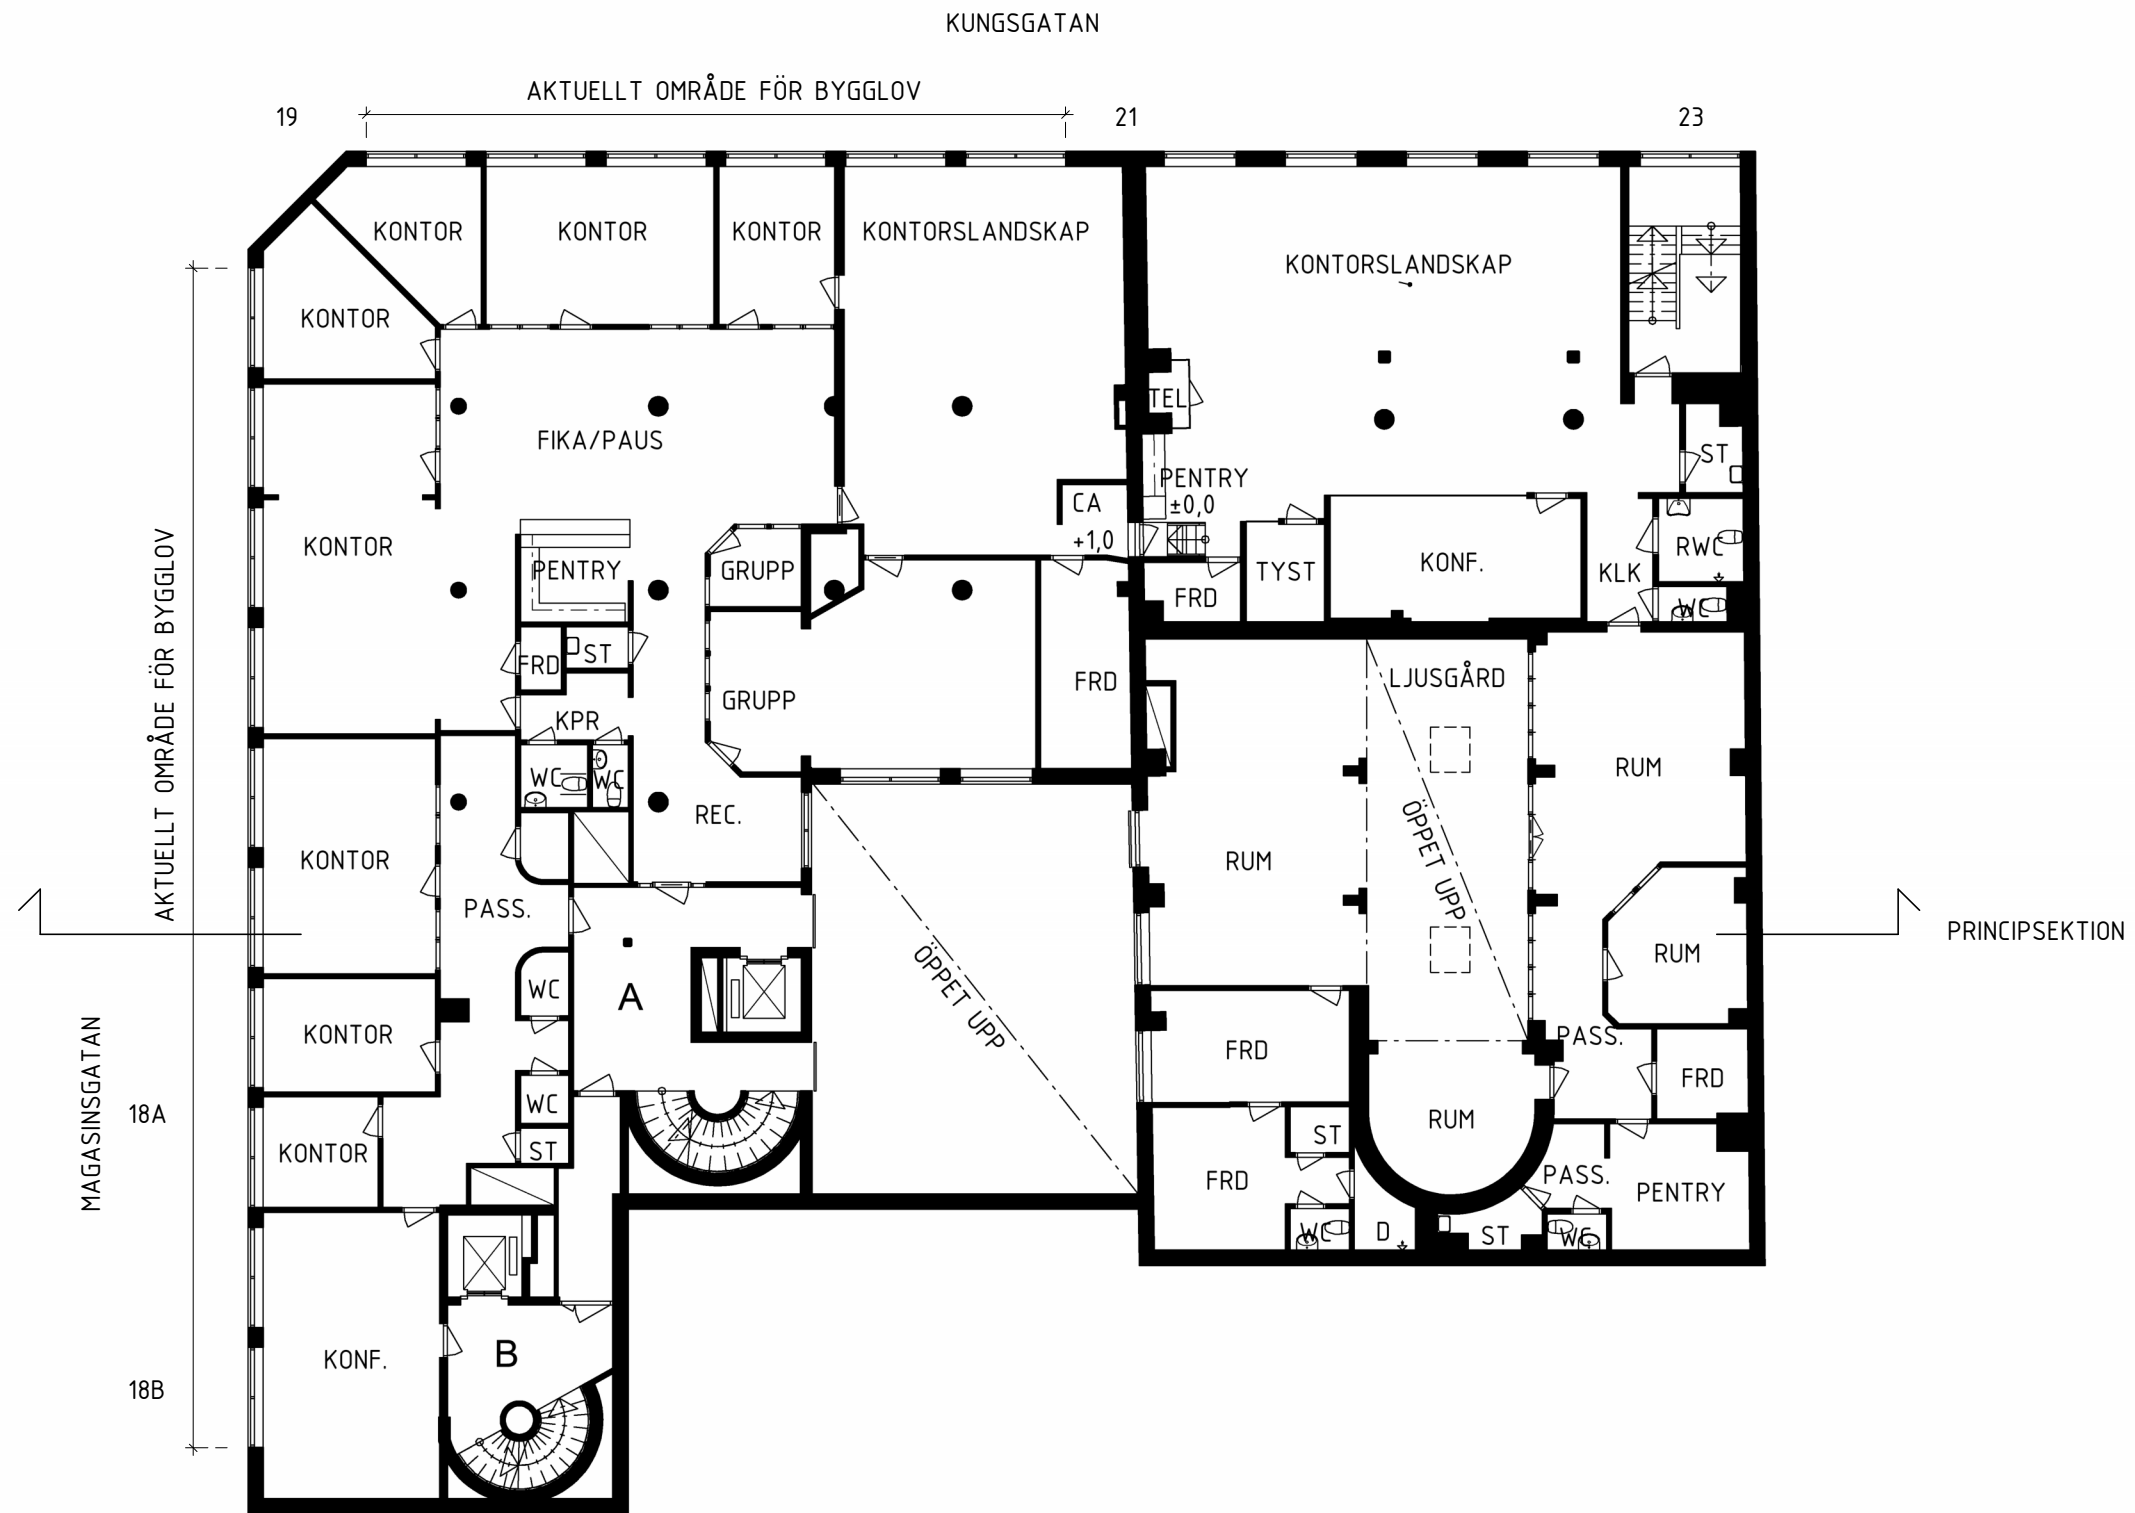 KUNGSGATAN
AKTUELLT OMRÅDE FÖR BYGGLOV
19
21
23
KONTOR
KONTOR
KONTOR
KONTORSLANDSKAP
KONTORSLANDSKAP
KONTOR
TEL
FIKA/PAUS
ST
PENTRY
±0,0
CA
+1,0
KONTOR
PENTRY
GRUPP
TYST
KONF.
KLK
RWC
FRD
WC
AKTUELLT OMRÅDE FÖR BYGGLOV
FRD
ST
GRUPP
FRD
LJUSGÅRD
KPR
WC
WC
REC.
RUM
KONTOR
RUM
ÖPPET UPP
PASS.
PRINCIPSEKTION
RUM
WC
A
ÖPPET UPP
KONTOR
FRD
PASS.
FRD
MAGASINSGATAN
18A
WC
RUM
KONTOR
ST
ST
FRD
PASS.
PENTRY
WC
D
ST
WC
KONF.
B
18B